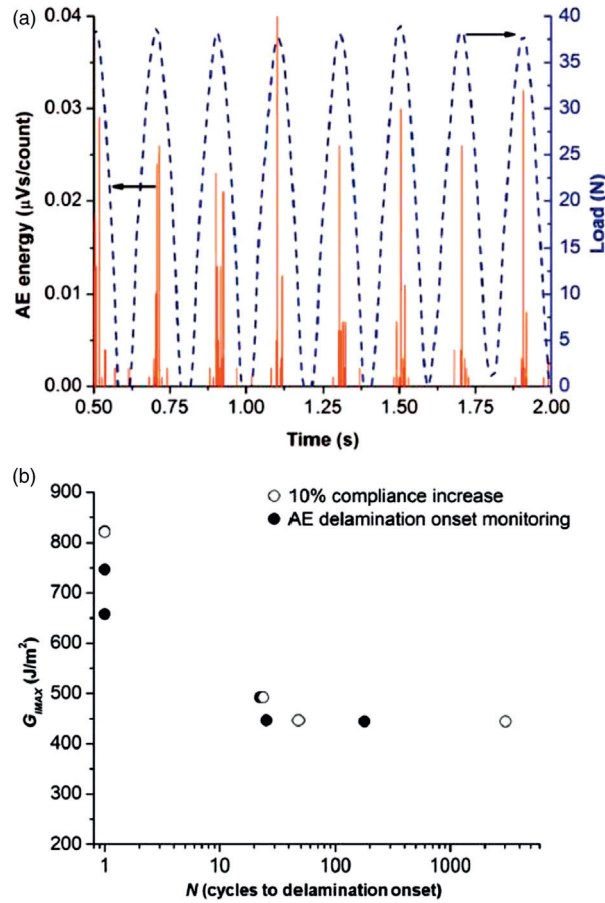 (a)
0.04
0.03
0.02
0.01
0.00
AE energy (μVs/count)
40
35
30
25
20
15
10
5
0
Load (N)
0.50 0.75 1.00 1.25 1.50 1.75 2.00
Time (s)
(b)
900
800
700
600
500
400
300
200
G_IMAX (J/m²)
10% compliance increase
AE delamination onset monitoring
1 10 100 1000
N (cycles to delamination onset)